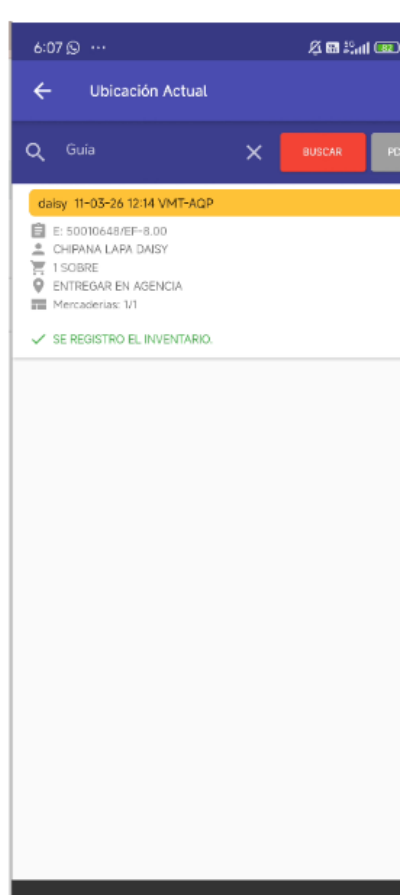 6:07 ...
82
Ubicación Actual
Guía
BUSCAR
daisy 11-03-26 12:14 VMT-AQP
E: 50010648/EF-8.00
CHIPANA LAPA DAISY
1 SOBRE
ENTREGAR EN AGENCIA
Mercaderias: 1/1
SE REGISTRO EL INVENTARIO.